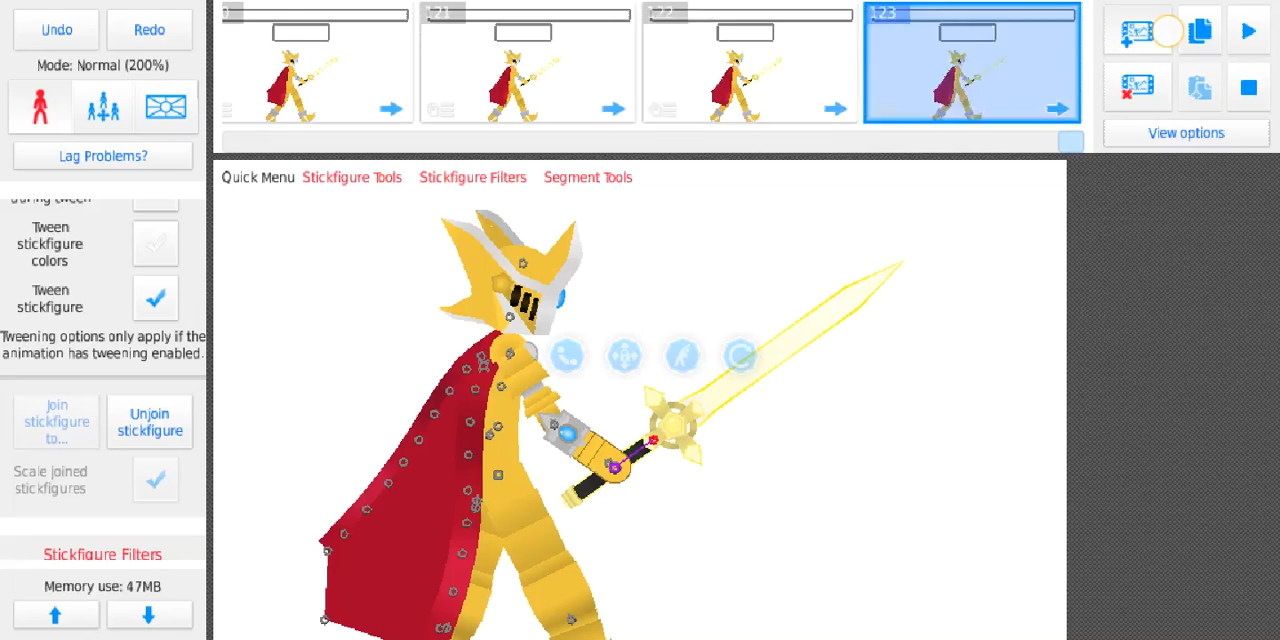 Undo
Redo
Mode: Normal (200%)
Lag Problems?
Tween
stickfigure
colors
Tween
stickfigure
Tweening options only apply if the
animation has tweening enabled.
Join
stickfigure
to...
Unjoin
stickfigure
Scale joined
stickfigures
Stickfigure Filters
Memory use: 47MB
121
122
123
View options
Quick Menu Stickfigure Tools Stickfigure Filters Segment Tools